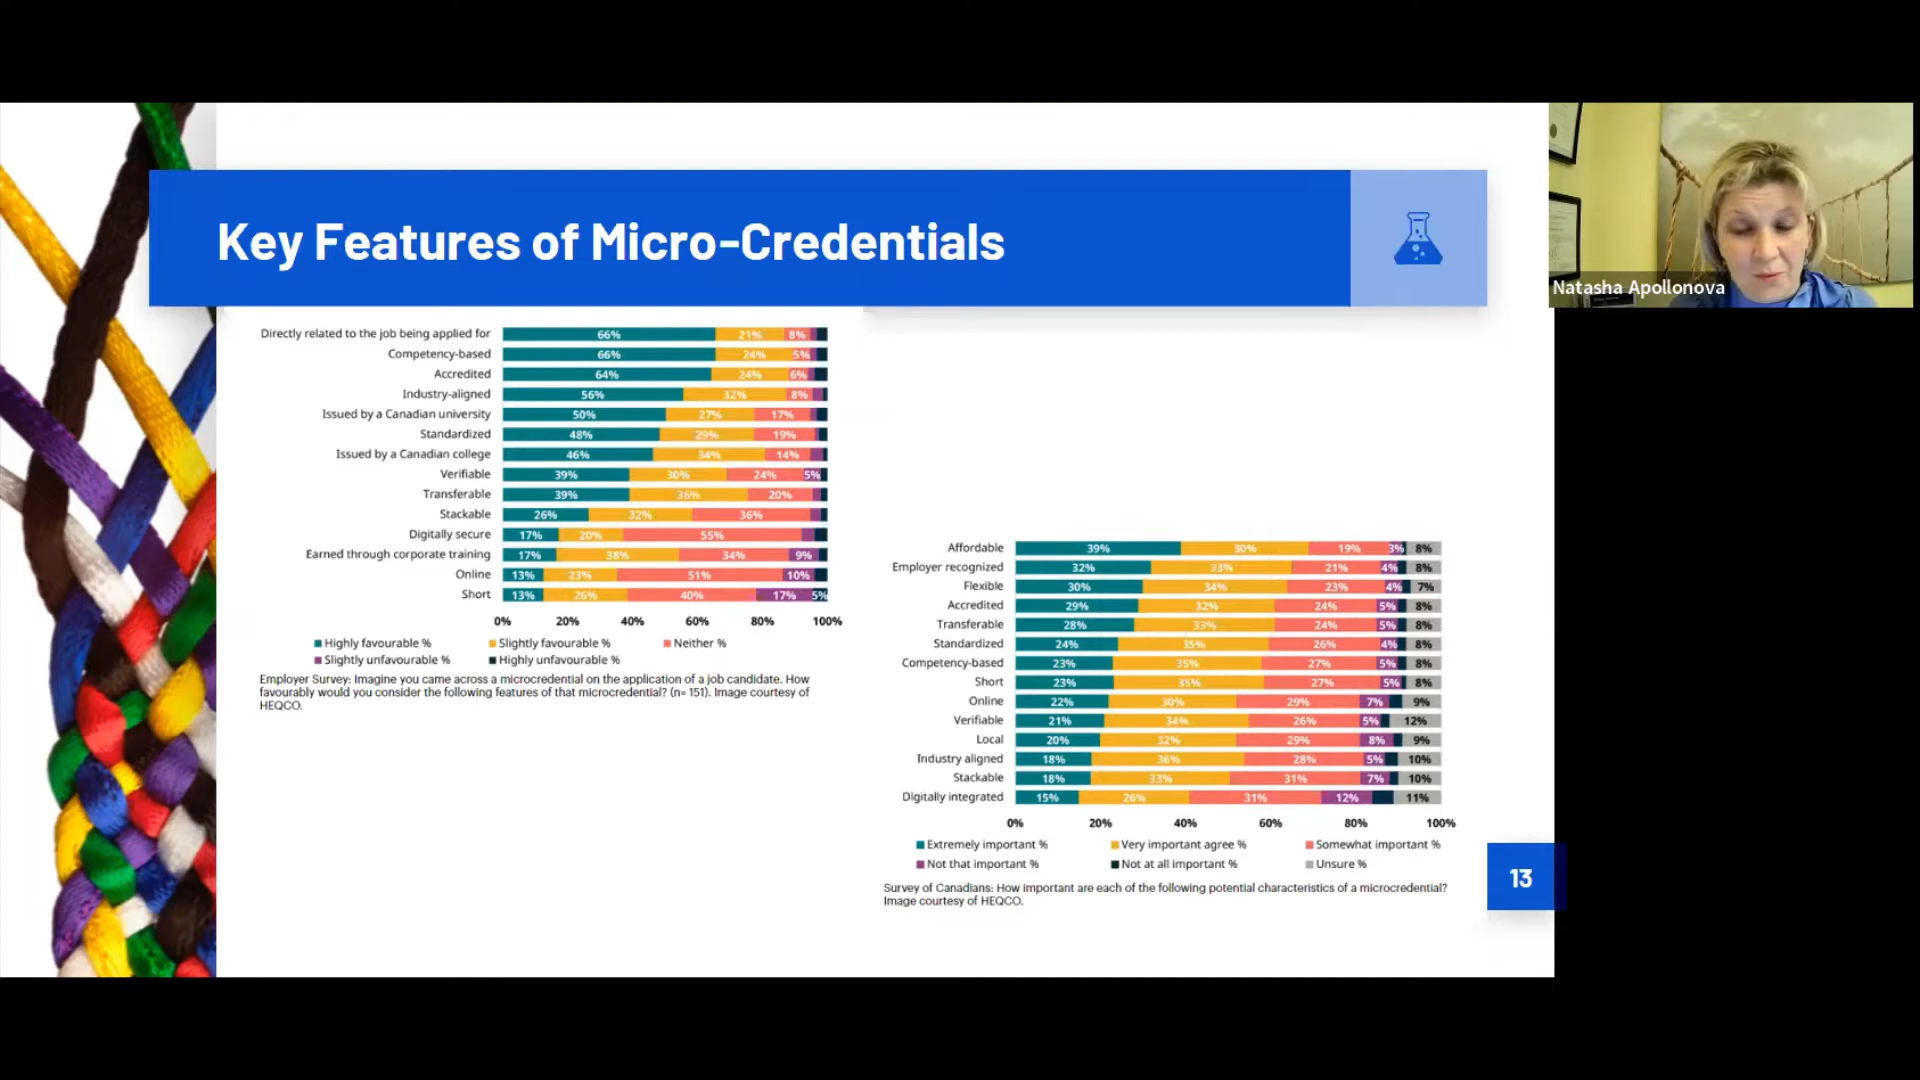 Key Features of Micro-Credentials
Natasha Apollonova
Directly related to the job being applied for 66% 21% 8%
Competency-based 66% 24% 5%
Accredited 64% 24% 6%
Industry-aligned 56% 32% 8%
Issued by a Canadian university 50% 27% 17%
Standardized 48% 29% 19%
Issued by a Canadian college 46% 34% 14%
Verifiable 39% 30% 24% 5%
Transferable 39% 36% 20%
Stackable 26% 32% 36%
Digitally secure 17% 20% 55%
Earned through corporate training 17% 38% 34% 9%
Online 13% 23% 51% 10%
Short 13% 26% 40% 17% 5%
0% 20% 40% 60% 80% 100%
Highly favourable % Slightly favourable % Neither %
Slightly unfavourable % Highly unfavourable %
Employer Survey: Imagine you came across a microcredential on the application of a job candidate. How
favourably would you consider the following features of that microcredential? (n= 151). Image courtesy of
HEQCO.
Affordable 39% 30% 19% 3% 8%
Employer recognized 32% 33% 21% 4% 8%
Flexible 30% 34% 23% 4% 7%
Accredited 29% 32% 24% 5% 8%
Transferable 28% 33% 24% 5% 8%
Standardized 24% 35% 26% 4% 8%
Competency-based 23% 35% 27% 5% 8%
Short 23% 35% 27% 5% 8%
Online 22% 30% 29% 7% 9%
Verifiable 21% 34% 26% 5% 12%
Local 20% 32% 29% 8% 9%
Industry aligned 18% 36% 28% 5% 10%
Stackable 18% 33% 31% 7% 10%
Digitally integrated 15% 26% 31% 12% 11%
0% 20% 40% 60% 80% 100%
Extremely important % Very important agree % Somewhat important %
Not that important % Not at all important % Unsure %
Survey of Canadians: How important are each of the following potential characteristics of a microcredential?
Image courtesy of HEQCO.
13